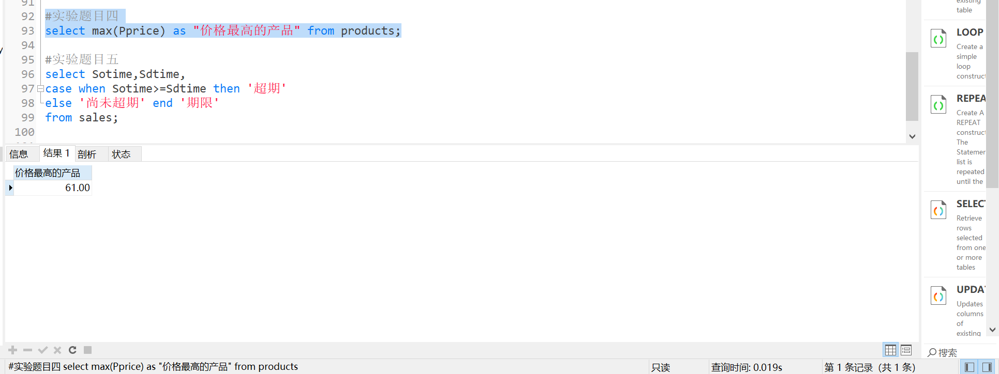 91
92 #实验题目四
93 select max(Pprice) as "价格最高的产品" from products;
94
95 #实验题目五
96 select Sotime,Sdtime,
97 case when Sotime>=Sdtime then '超期'
98 else '尚未超期' end '期限'
99 from sales;
100
信息 结果 1 剖析 状态
价格最高的产品
61.00
existing
table
LOOP
Create a
simple
loop
construct
REPEA
Create A
REPEAT
construct
The
Statemen
list is
repeated
until the
SELECT
Retrieve
rows
selected
from one
or more
tables
UPDAT
Updates
columns
of
existing
搜索
#实验题目四 select max(Pprice) as "价格最高的产品" from products
只读
查询时间: 0.019s
第 1 条记录 (共 1 条)